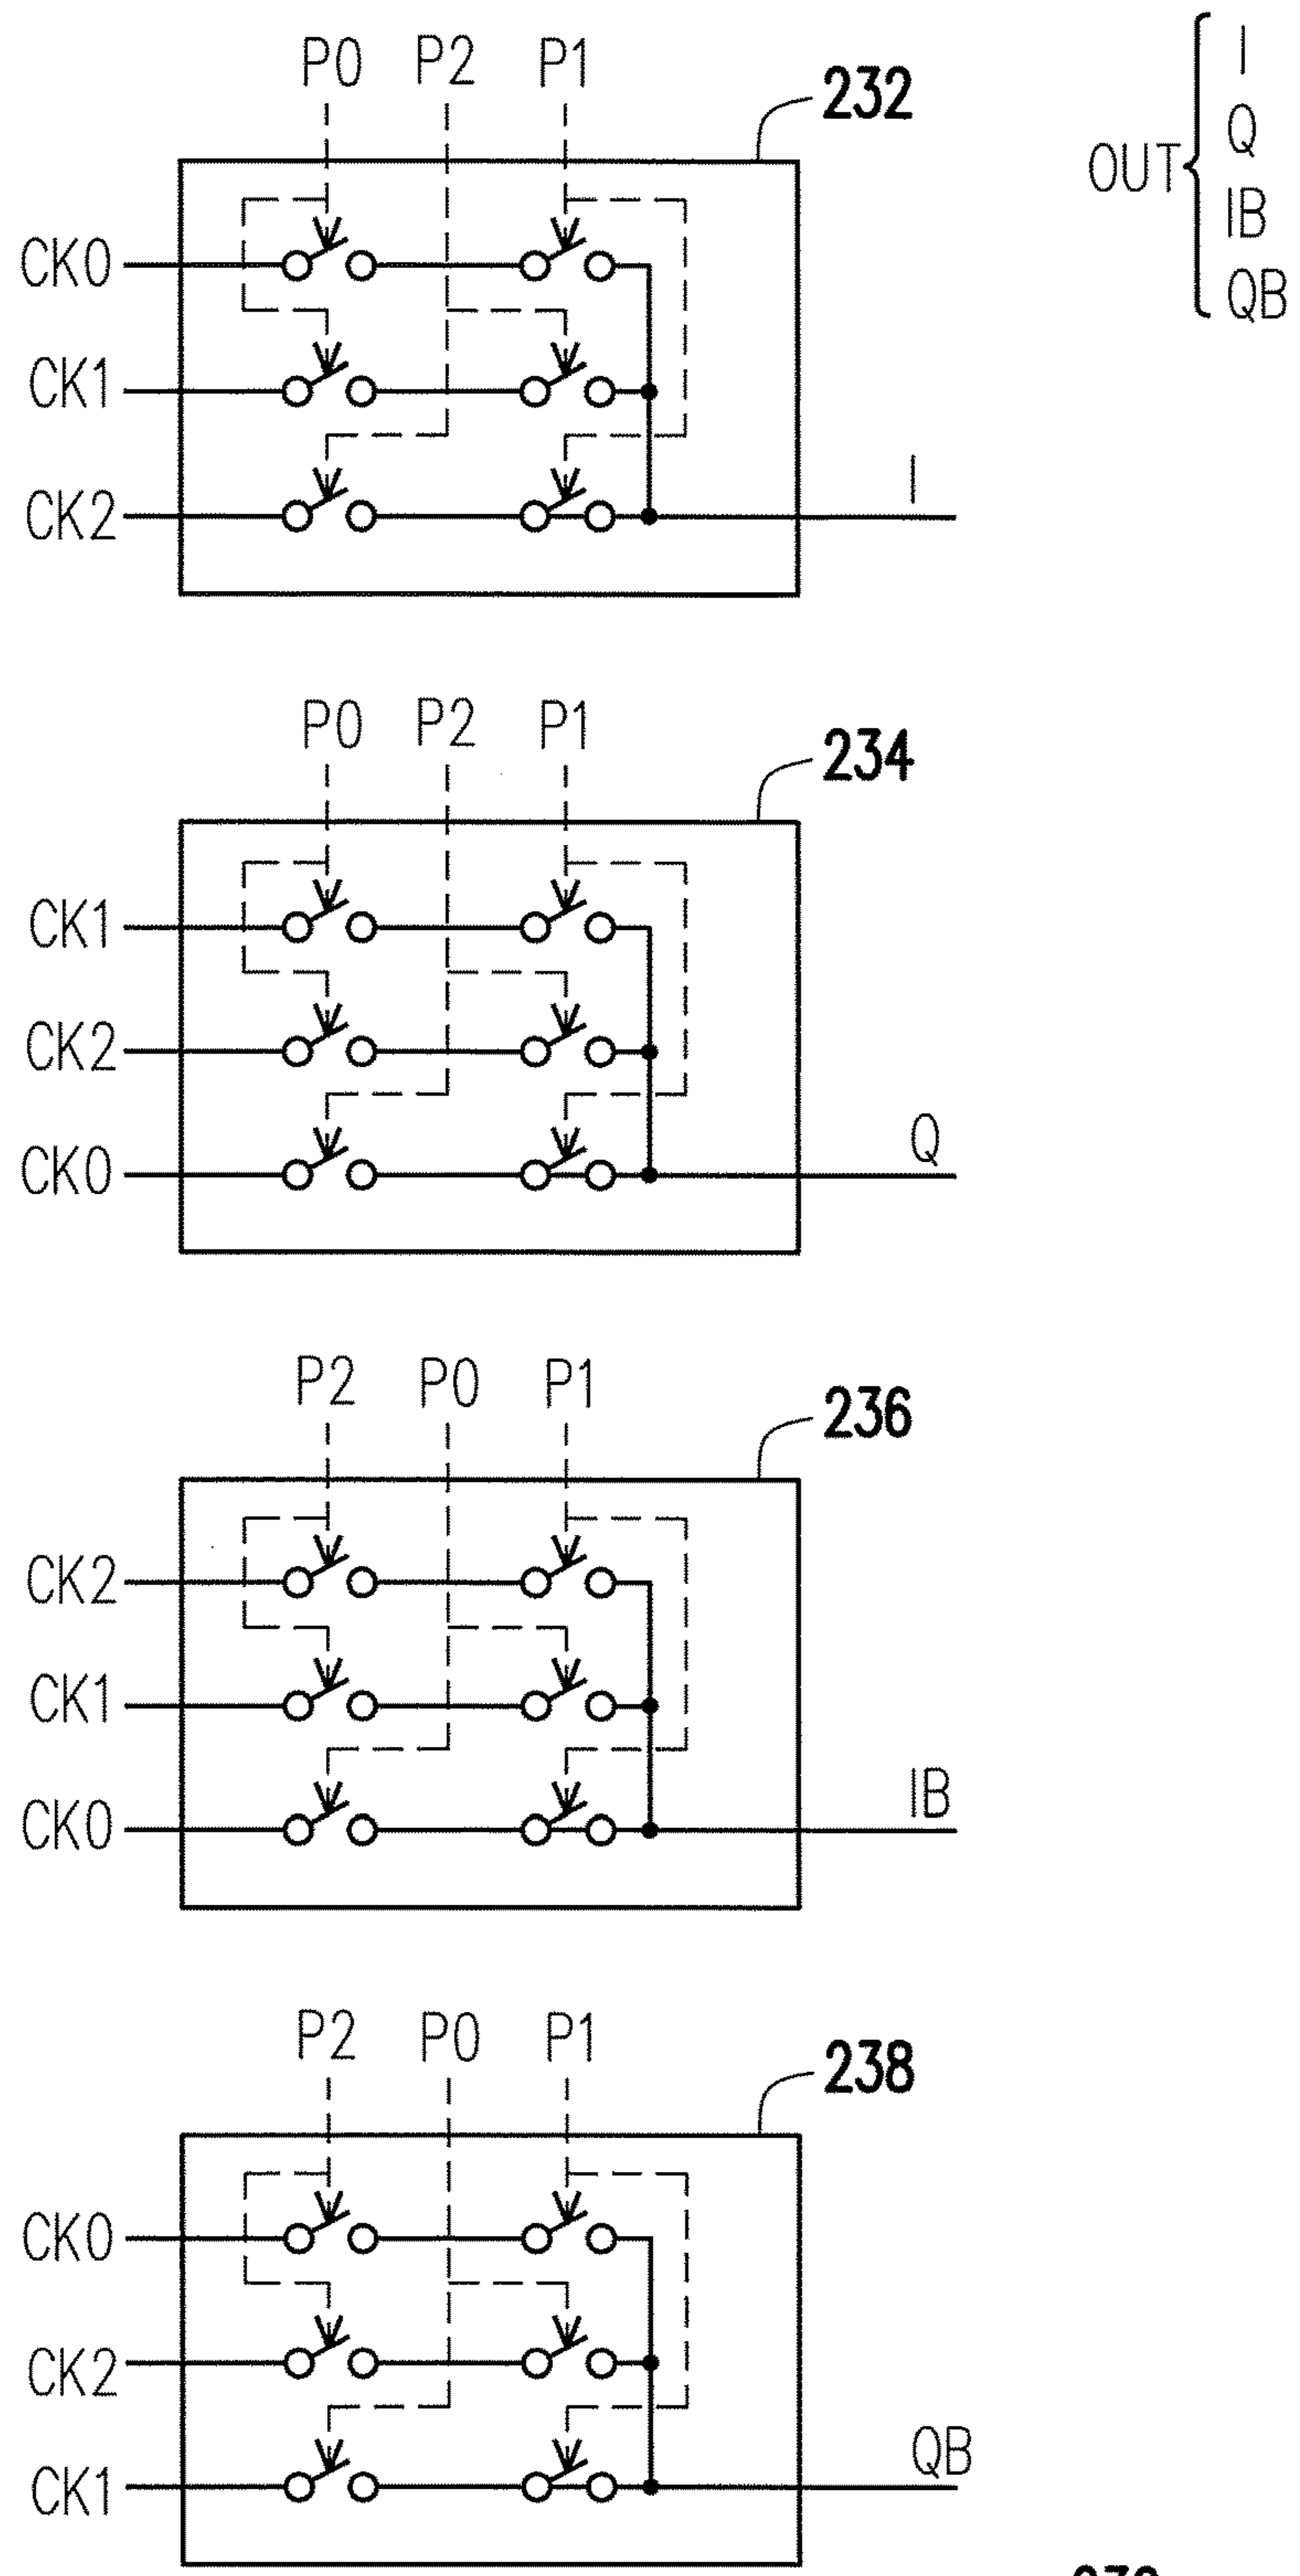 P0 P2 P1
232
CK0
CK1
CK2
I
OUT
I
Q
IB
QB
P0 P2 P1
234
CK1
CK2
CK0
Q
P2 P0 P1
236
CK2
CK1
CK0
IB
P2 P0 P1
238
CK0
CK2
CK1
QB